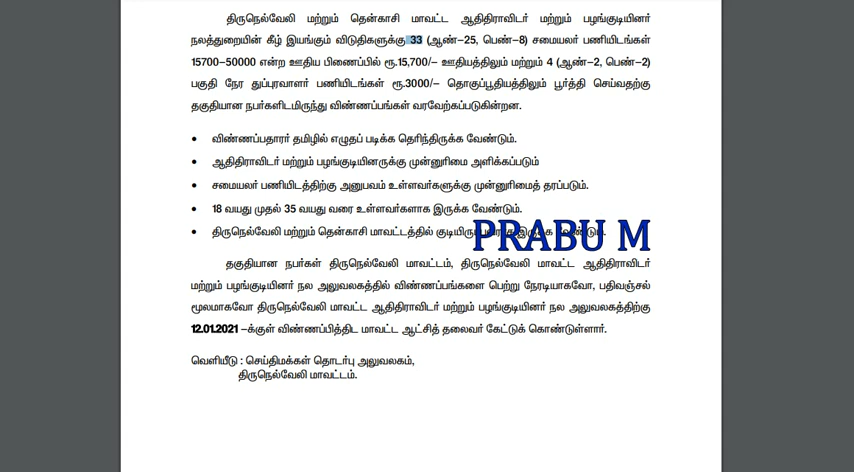 திருநெல்வேலி மற்றும் தென்காசி மாவட்ட ஆதிதிராவிடர் மற்றும் பழங்குடியினர்
நலத்துறையின் கீழ் இயங்கும் விடுதிகளுக்கு 33 (ஆண்-25, பெண்-8) சமையலர் பணியிடங்கள்
15700-50000 என்ற ஊதிய பிணைப்பில் ரூ.15,700/- ஊதியத்திலும் மற்றும் 4 (ஆண்-2, பெண்-2)
பகுதி நேர துப்புரவாளர் பணியிடங்கள் ரூ.3000/- தொகுப்பூதியத்திலும் பூர்த்தி செய்வதற்கு
தகுதியான நபர்களிடமிருந்து விண்ணப்பங்கள் வரவேற்கப்படுகின்றன.
• விண்ணப்பதாரர் தமிழில் எழுதப் படிக்க தெரிந்திருக்க வேண்டும்.
• ஆதிதிராவிடர் மற்றும் பழங்குடியினருக்கு முன்னுரிமை அளிக்கப்படும்
• சமையலர் பணியிடத்திற்கு அனுபவம் உள்ளவர்களுக்கு முன்னுரிமைத் தரப்படும்.
• 18 வயது முதல் 35 வயது வரை உள்ளவர்களாக இருக்க வேண்டும்.
• திருநெல்வேலி மற்றும் தென்காசி மாவட்டத்தில் இருக்க வேண்டும்.
PRABU M
தகுதியான நபர்கள் திருநெல்வேலி மாவட்டம், திருநெல்வேலி மாவட்ட ஆதிதிராவிடர்
மற்றும் பழங்குடியினர் நல அலுவலகத்தில் விண்ணப்பங்களை பெற்று நேரடியாகவோ, பதிவஞ்சல்
மூலமாகவோ திருநெல்வேலி மாவட்ட ஆதிதிராவிடர் மற்றும் பழங்குடியினர் நல அலுவலகத்திற்கு
12.01.2021 -க்குள் விண்ணப்பித்திட மாவட்ட ஆட்சித் தலைவர் கேட்டுக் கொண்டுள்ளார்.
வெளியீடு : செய்திமக்கள் தொடர்பு அலுவலகம்,
திருநெல்வேலி மாவட்டம்.